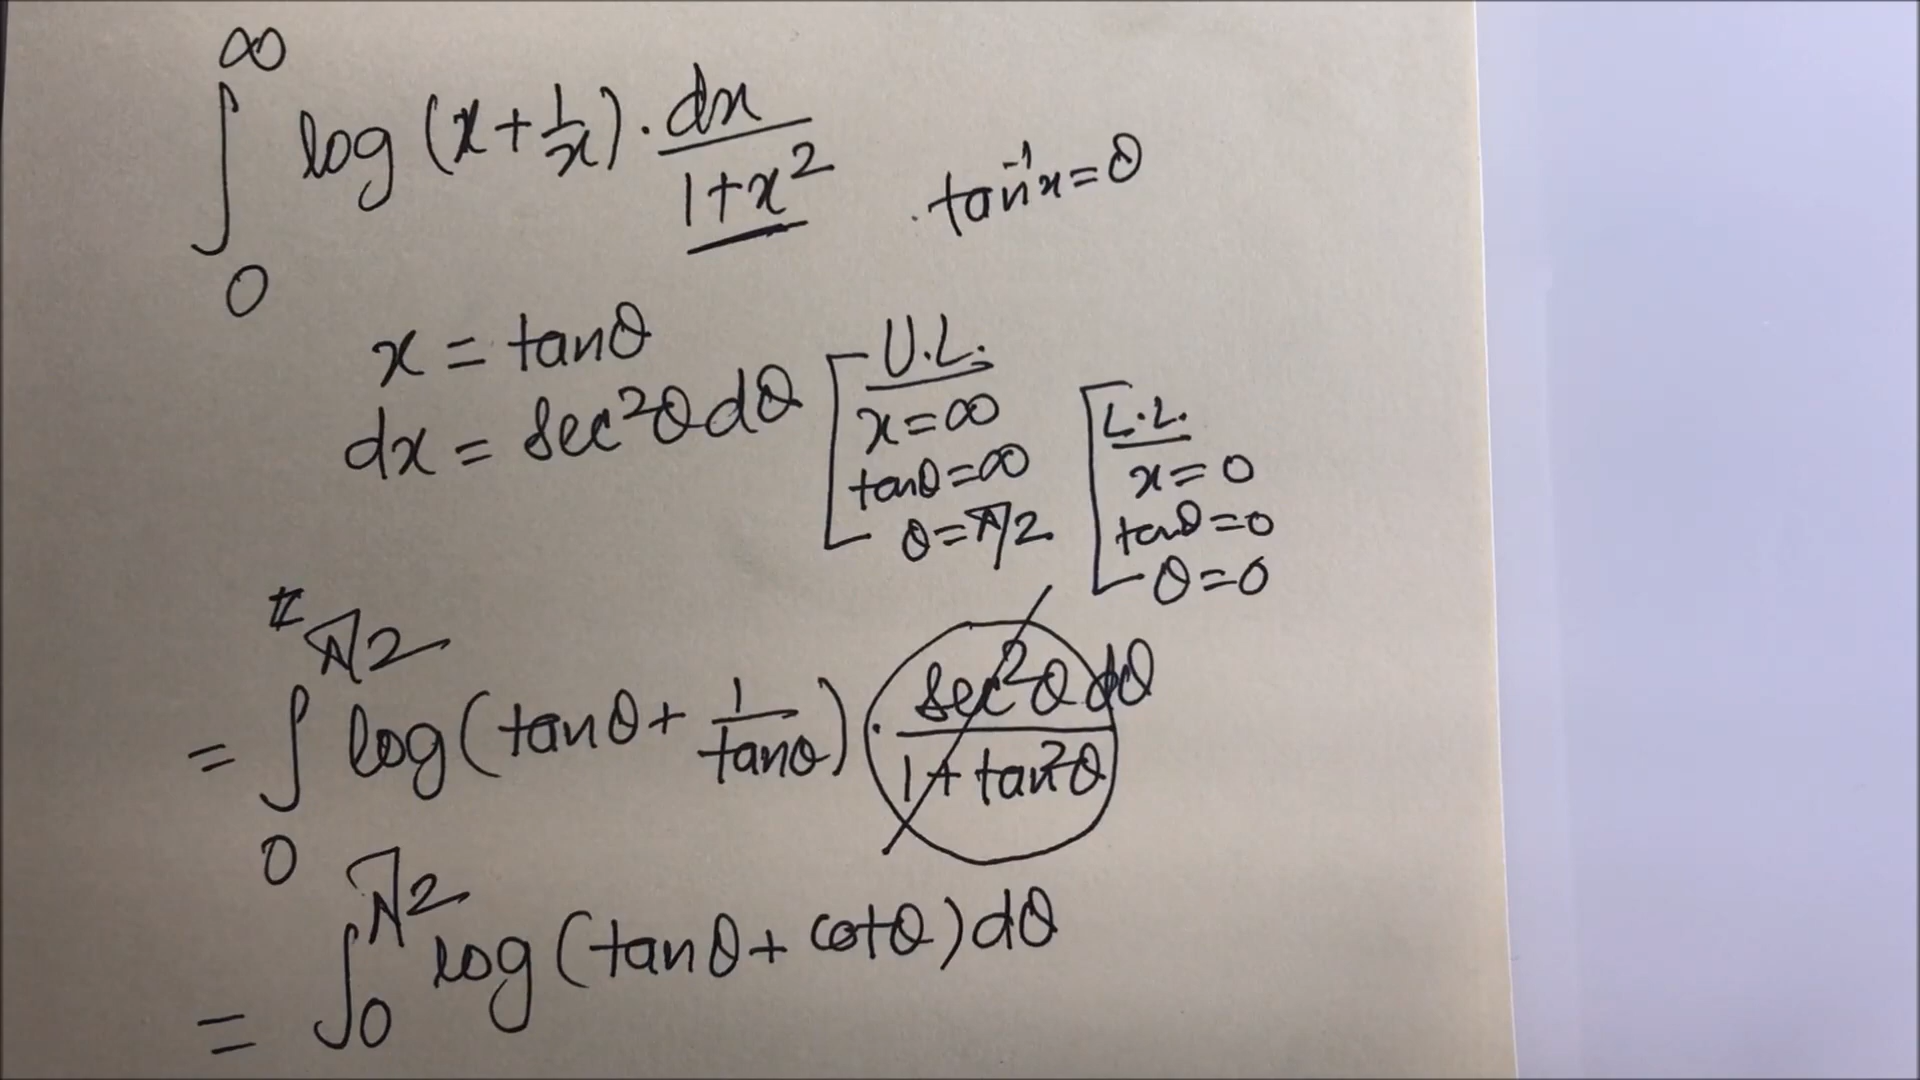 ∫₀^∞ log(x+1/x)·dx/(1+x²)
tan⁻¹x=θ
x = tanθ
dx = sec²θ dθ
U.L.
x=∞
tanθ=∞
θ=π/2
L.L.
x=0
tanθ=0
θ=0
= ∫₀^π/2 log(tanθ + 1/tanθ)·sec²θ dθ/(1+tan²θ)
= ∫₀^π/2 log(tanθ + cotθ)dθ